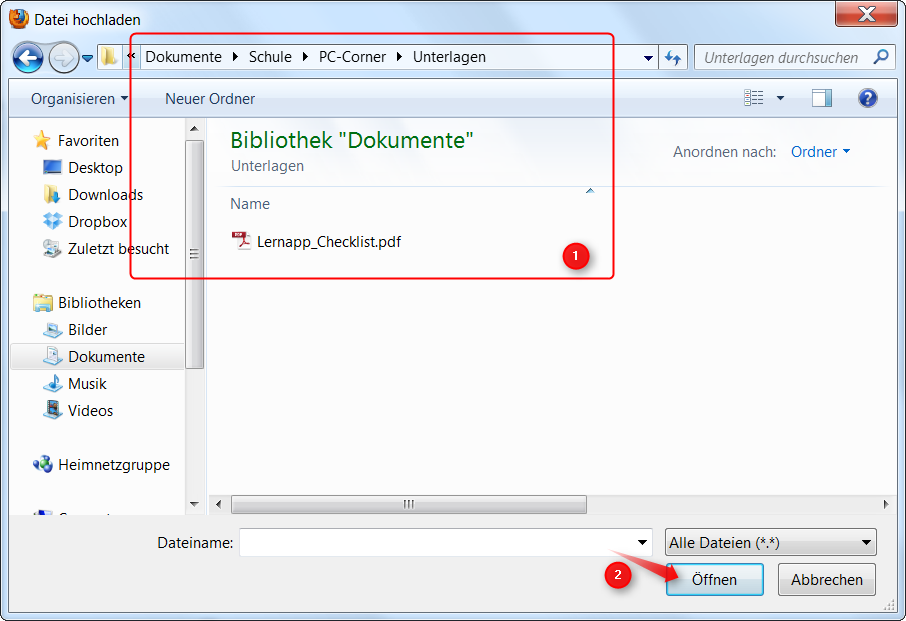 Datei hochladen
« Dokumente Schule PC-Corner Unterlagen
Unterlagen durchsuchen
Organisieren Neuer Ordner
Favoriten
Desktop
Downloads
Dropbox
Zuletzt besucht
Bibliotheken
Bilder
Dokumente
Musik
Videos
Heimnetzgruppe
Bibliothek "Dokumente"
Unterlagen
Anordnen nach: Ordner
Name
PDF
Lernapp_Checklist.pdf
1
Dateiname:
Alle Dateien (*.*)
2
Öffnen
Abbrechen